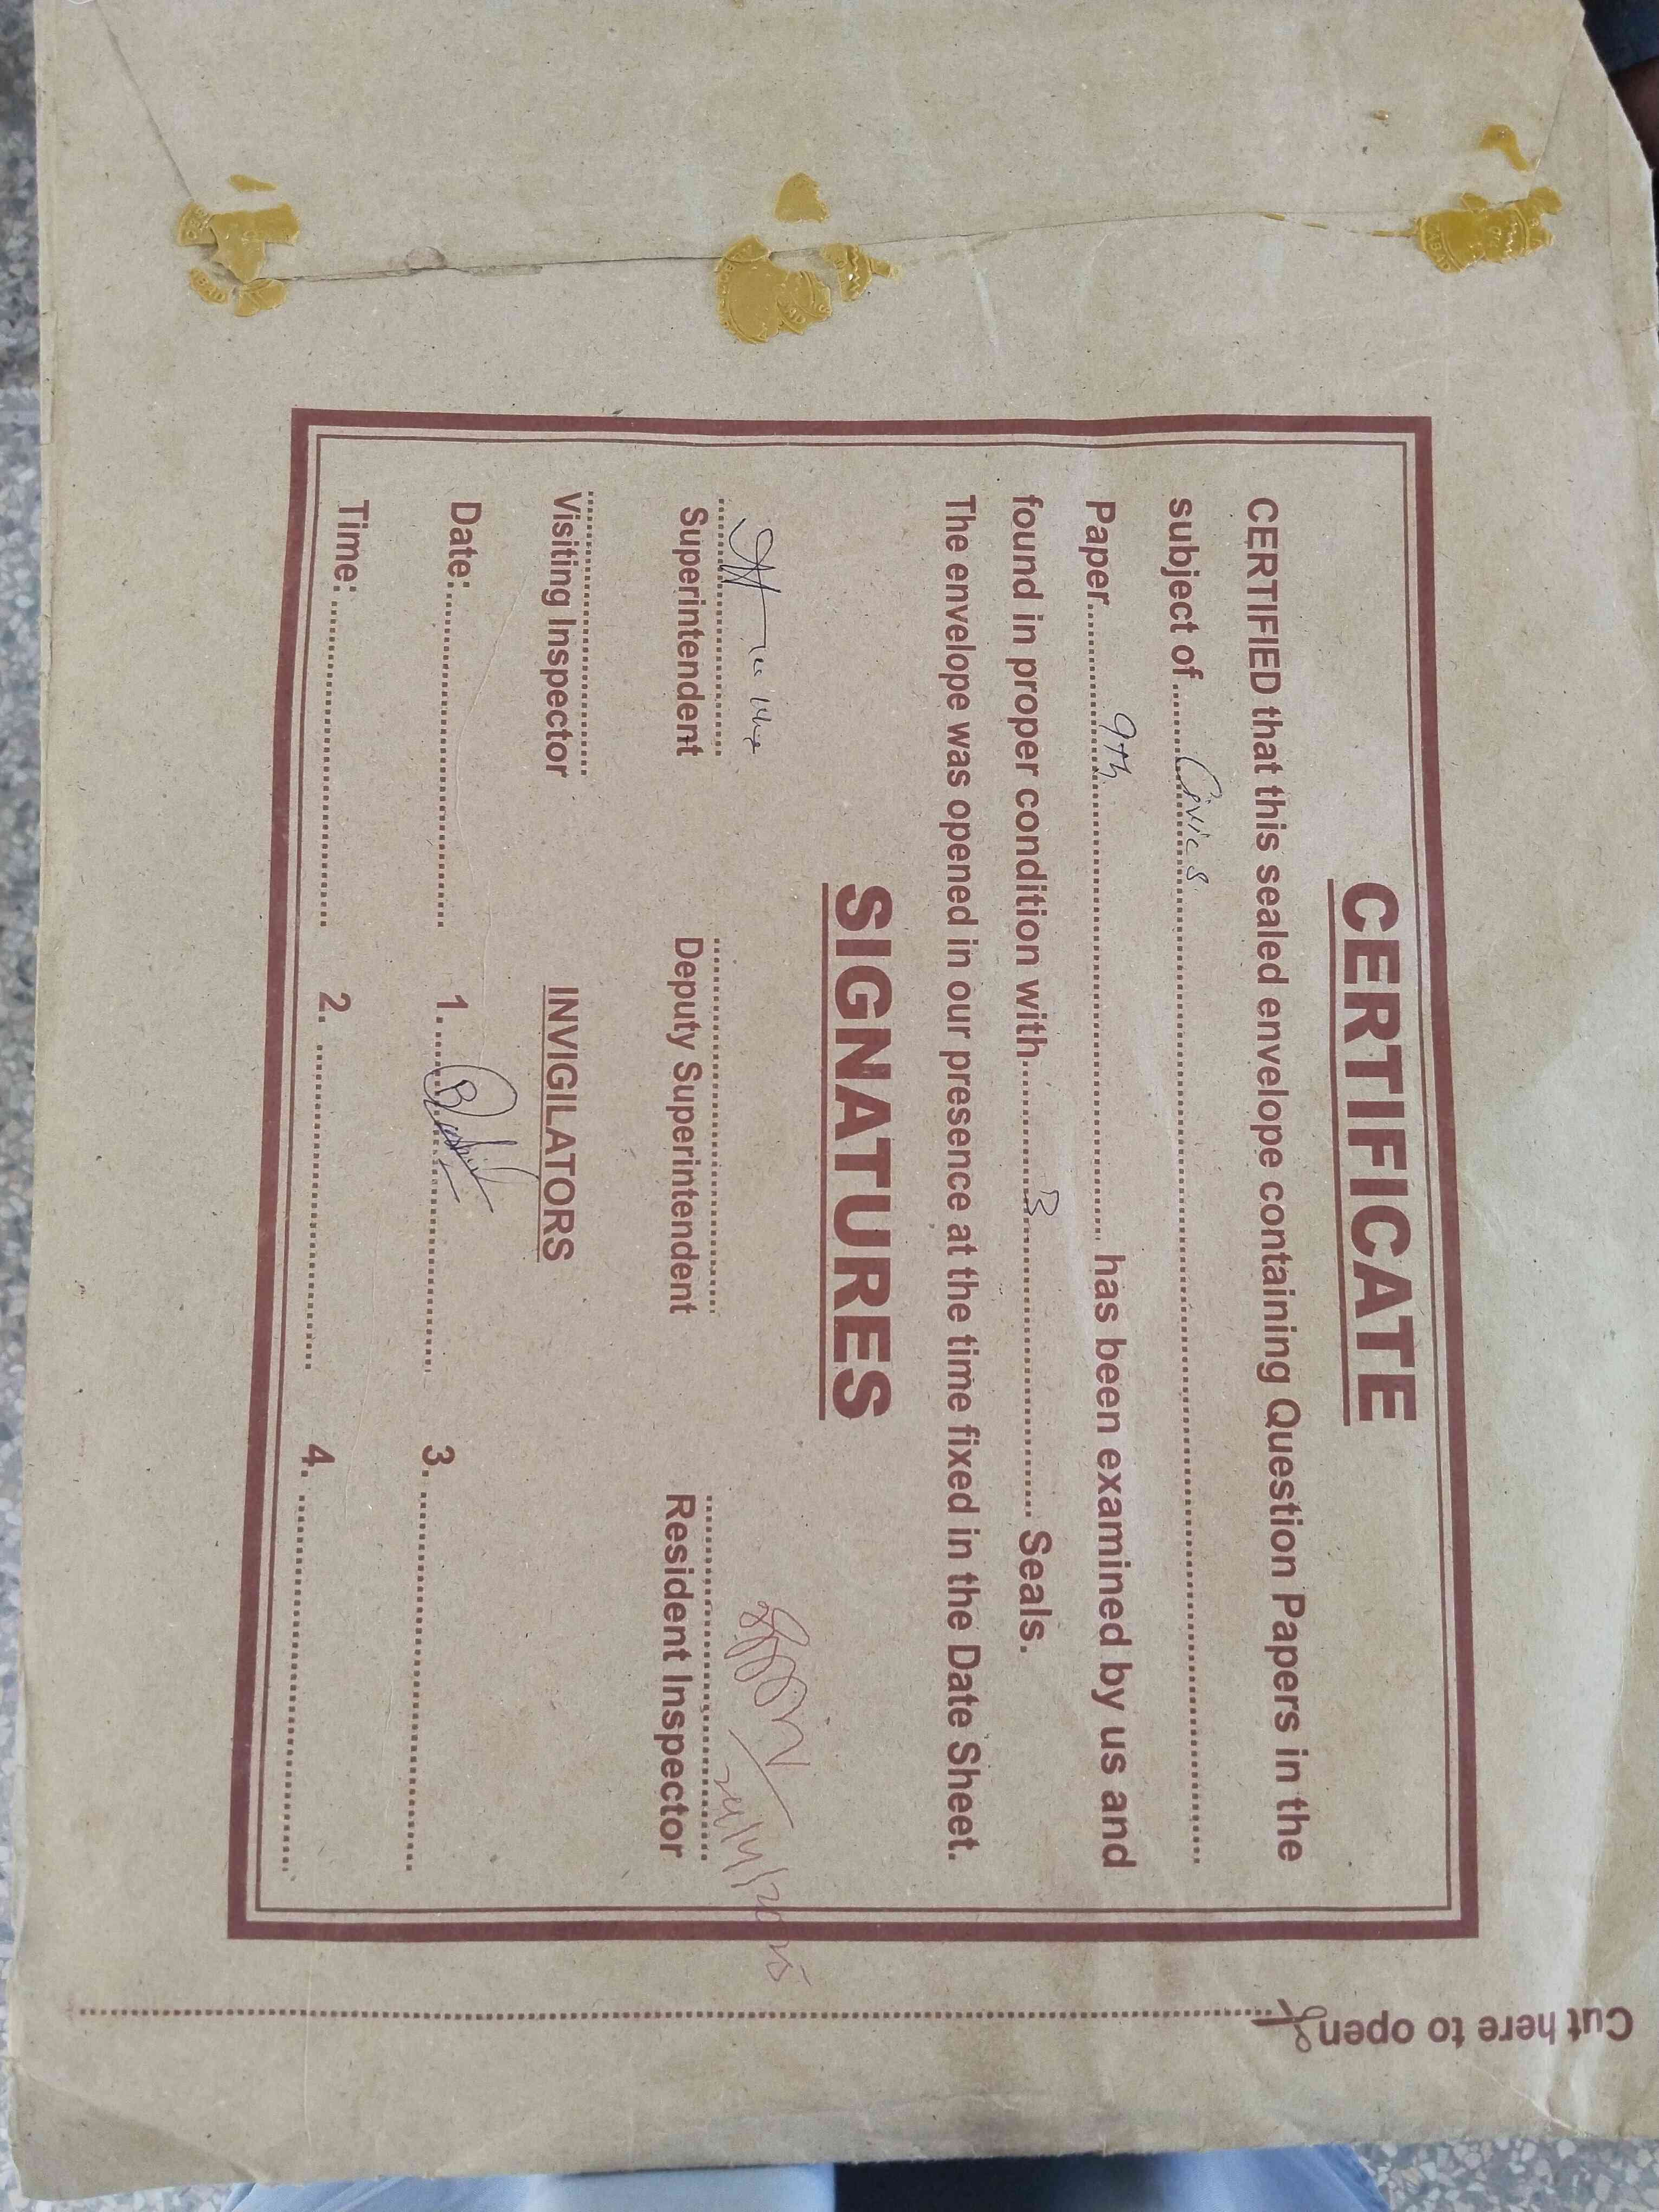 CERTIFICATE
CERTIFIED that this sealed envelope containing Question Papers in the
subject of ........ Civics ........
Paper ........ 9th ........ has been examined by us and
found in proper condition with ........ 3 ........ Seals.
The envelope was opened in our presence at the time fixed in the Date Sheet.
SIGNATURES
24/4/2025
Superintendent Deputy Superintendent Resident Inspector
Visiting Inspector INVIGILATORS
Date: ........ 1. ........ 3. ........
Time: ........ 2. ........ 4. ........
Cut here to open